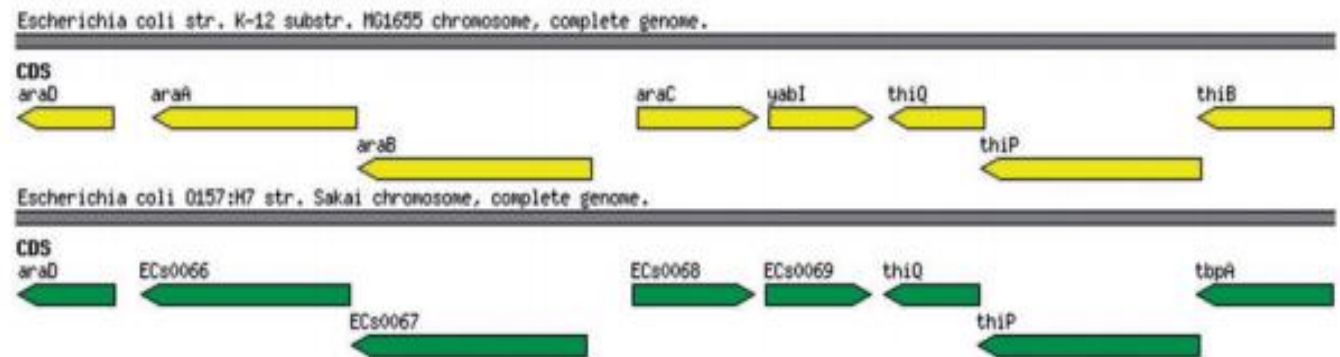 Escherichia coli str. K-12 substr. MG1655 chromosome, complete genome.
CDS
araD araA araC yabI thiQ thiB
araB thiP
Escherichia coli O157:H7 str. Sakai chromosome, complete genome.
CDS
araD ECs0066 ECs0068 ECs0069 thiQ tbpA
ECs0067 thiP